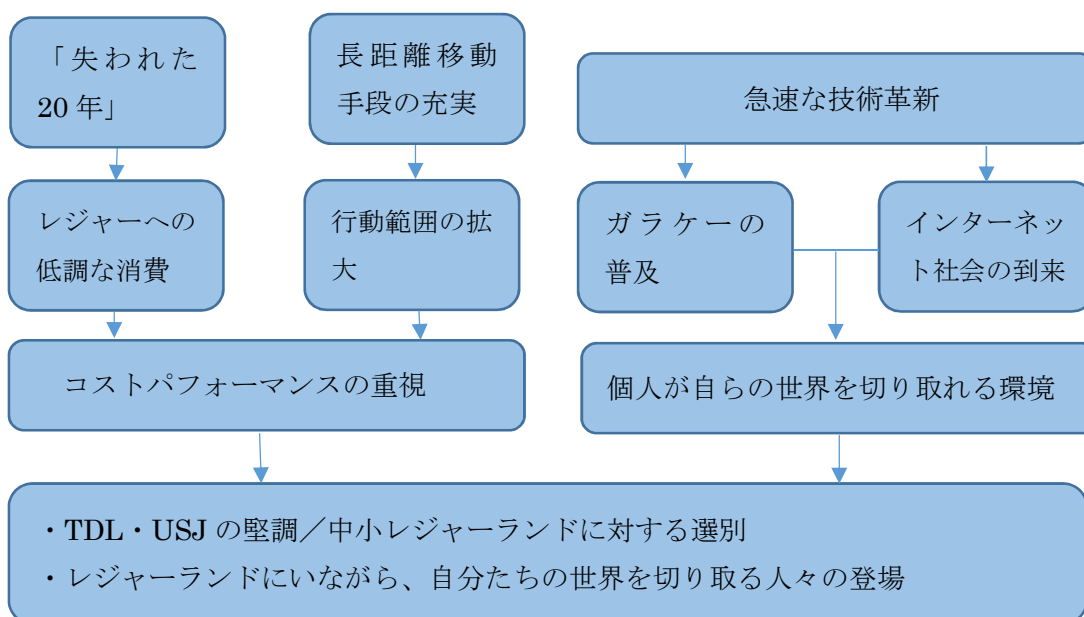 「失われた
20年」
長距離移動
手段の充実
急速な技術革新
レジャーへの
低調な消費
行動範囲の拡
大
ガラケーの
普及
インターネッ
ト社会の到来
コストパフォーマンスの重視
個人が自らの世界を切り取れる環境
・TDL・USJの堅調／中小レジャーランドに対する選別
・レジャーランドにいながら、自分たちの世界を切り取る人々の登場